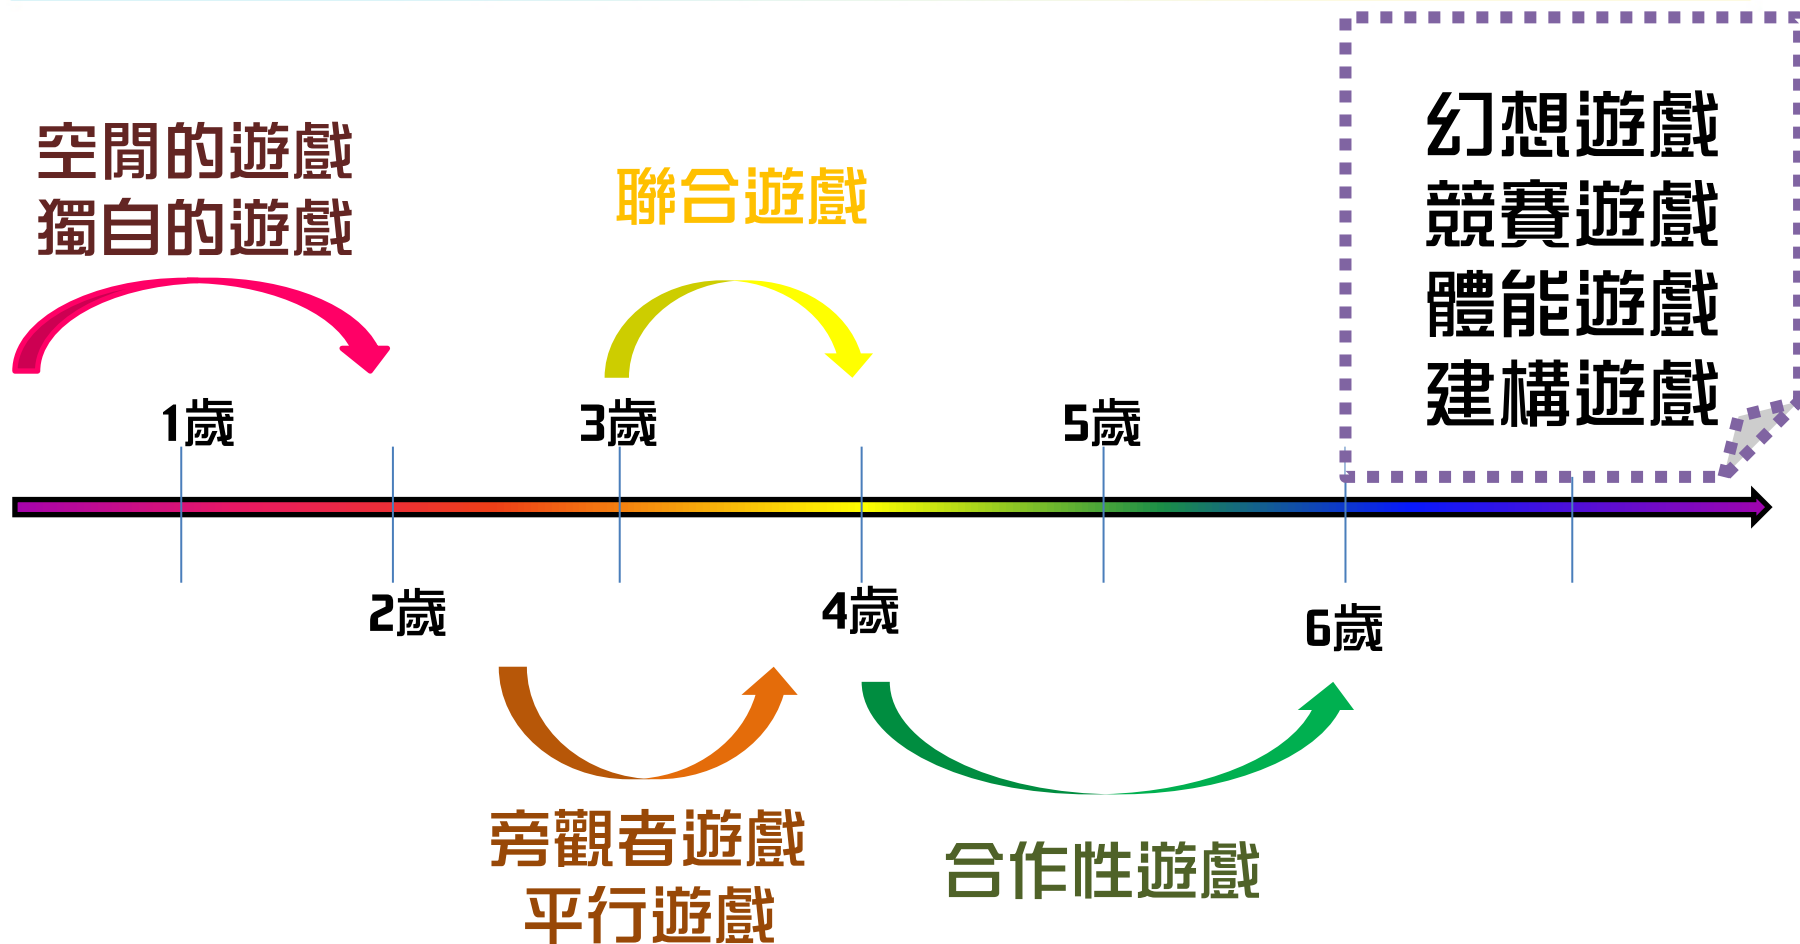 空閒的遊戲
獨自的遊戲
聯合遊戲
幻想遊戲
競賽遊戲
體能遊戲
建構遊戲
1歲
3歲
5歲
2歲
4歲
6歲
旁觀者遊戲
平行遊戲
合作性遊戲